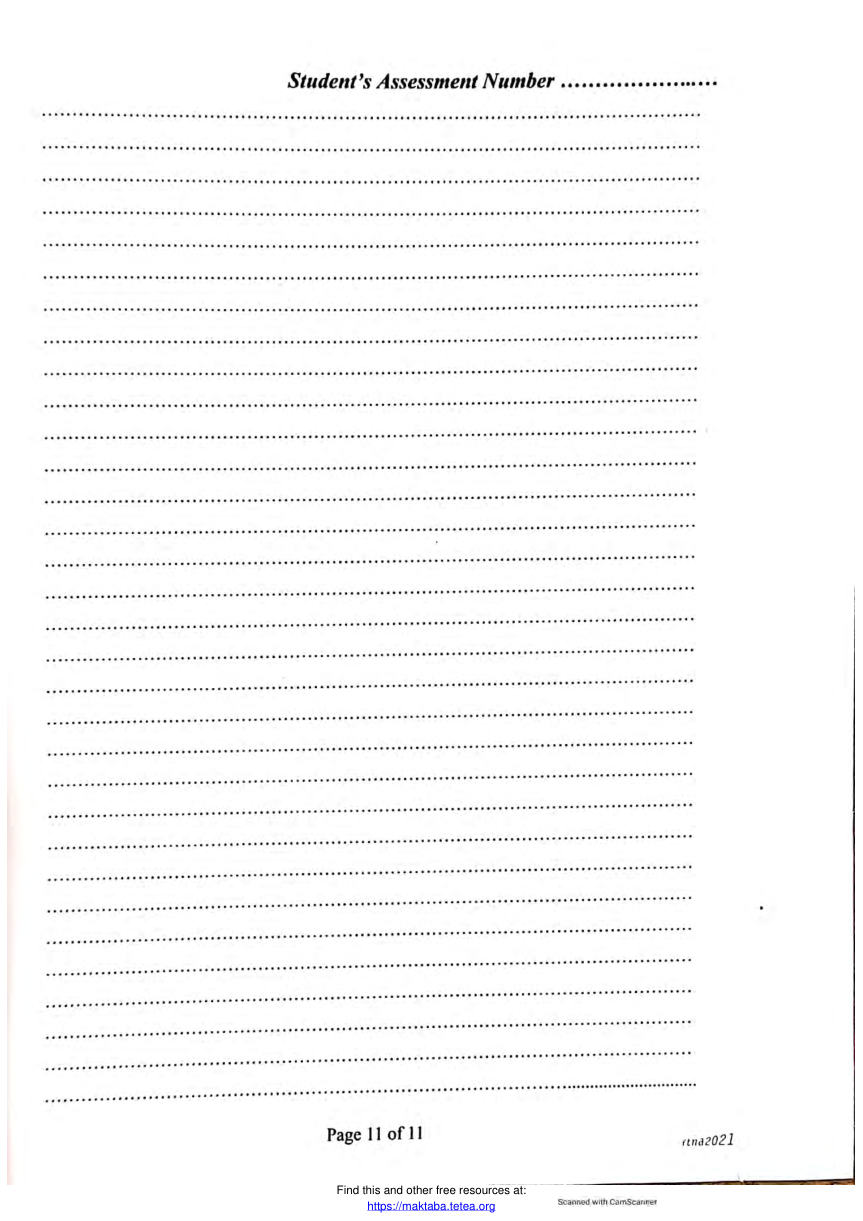 Student's Assessment Number ......................
Page 11 of 11
ftna2021
Find this and other free resources at:
https://maktaba.tetea.org
Scanned with CamScanner